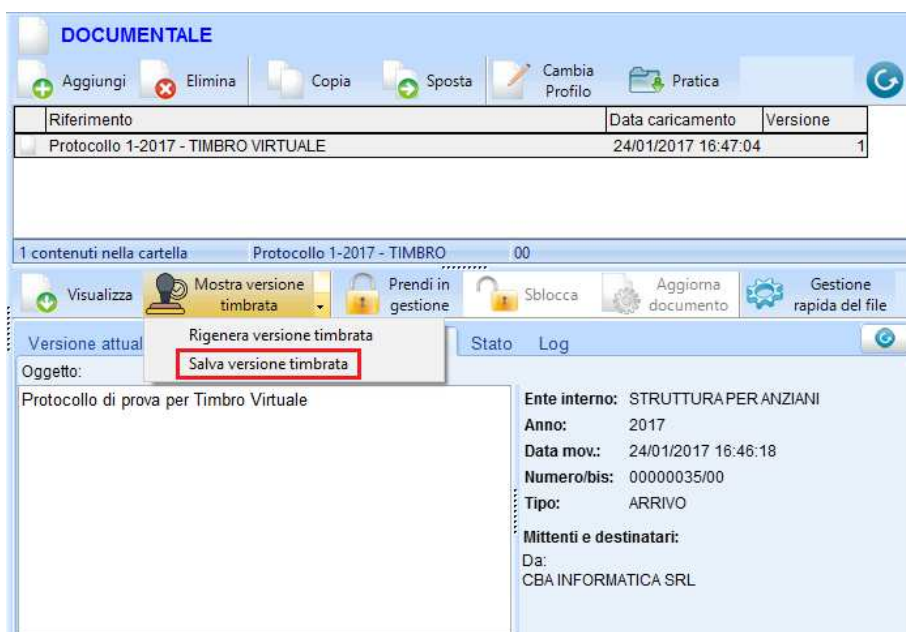 DOCUMENTALE
Aggiungi Elimina Copia Sposta Cambia Profilo Pratica
Riferimento Data caricamento Versione
Protocollo 1-2017 - TIMBRO VIRTUALE 24/01/2017 16:47:04 1
1 contenuti nella cartella Protocollo 1-2017 - TIMBRO 00
Visualizza Mostra versione timbrata Prendi in gestione Sblocca Aggiorna documento Gestione rapida del file
Rigenera versione timbrata
Salva versione timbrata
Versione attual Stato Log
Oggetto:
Protocollo di prova per Timbro Virtuale
Ente interno: STRUTTURA PER ANZIANI
Anno: 2017
Data mov.: 24/01/2017 16:46:18
Numero/bis: 00000035/00
Tipo: ARRIVO
Mittenti e destinatari:
Da:
CBA INFORMATICA SRL